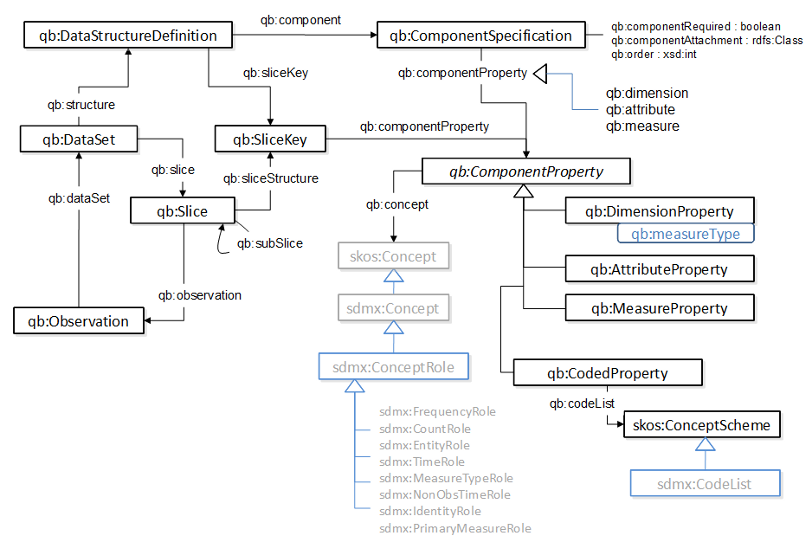 qb:component
qb:DataStructureDefinition
qb:ComponentSpecification
qb:componentRequired : boolean
qb:componentAttachment : rdfs:Class
qb:order : xsd:int
qb:sliceKey
qb:componentProperty
qb:structure
qb:dimension
qb:attribute
qb:measure
qb:DataSet
qb:SliceKey
qb:componentProperty
qb:slice
qb:sliceStructure
qb:ComponentProperty
qb:dataSet
qb:concept
qb:Slice
qb:DimensionProperty
qb:measureType
qb:subSlice
skos:Concept
qb:AttributeProperty
qb:observation
sdmx:Concept
qb:MeasureProperty
qb:Observation
sdmx:ConceptRole
qb:CodedProperty
qb:codeList
sdmx:FrequencyRole
sdmx:CountRole
sdmx:EntityRole
sdmx:TimeRole
sdmx:MeasureTypeRole
sdmx:NonObsTimeRole
sdmx:IdentityRole
sdmx:PrimaryMeasureRole
skos:ConceptScheme
sdmx:CodeList